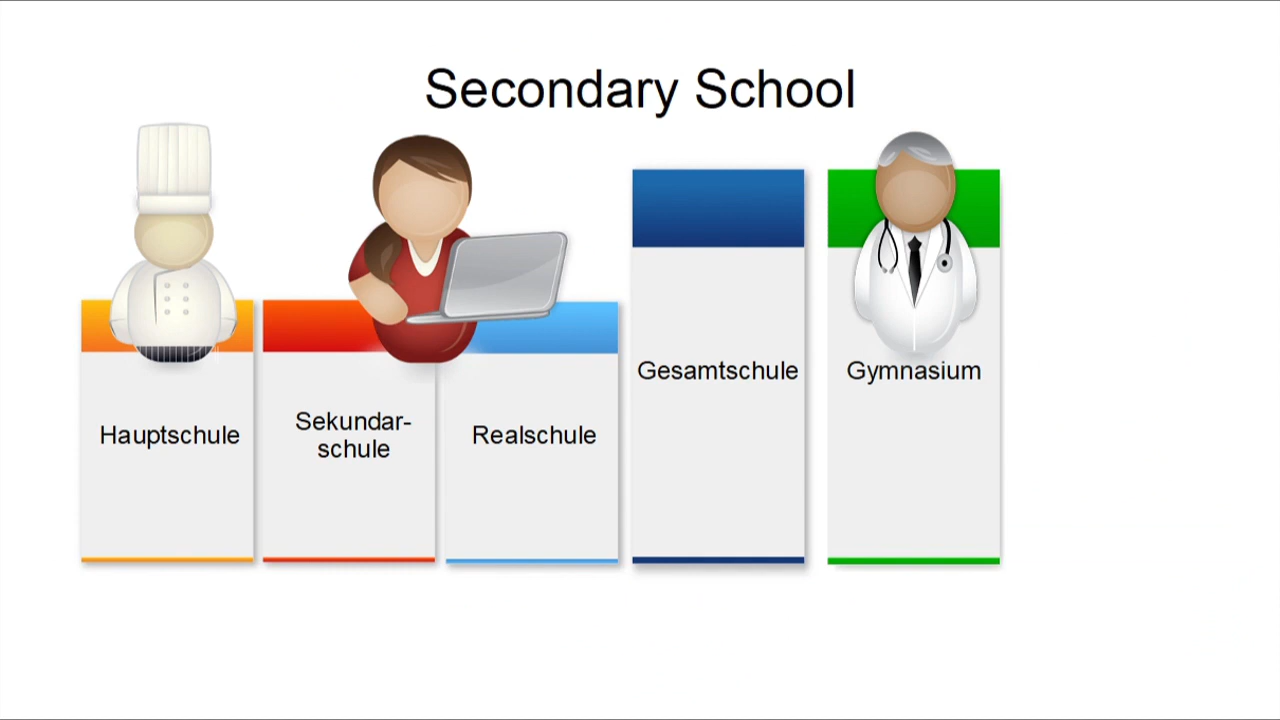 Secondary School
Hauptschule
Sekundar-
schule
Realschule
Gesamtschule
Gymnasium